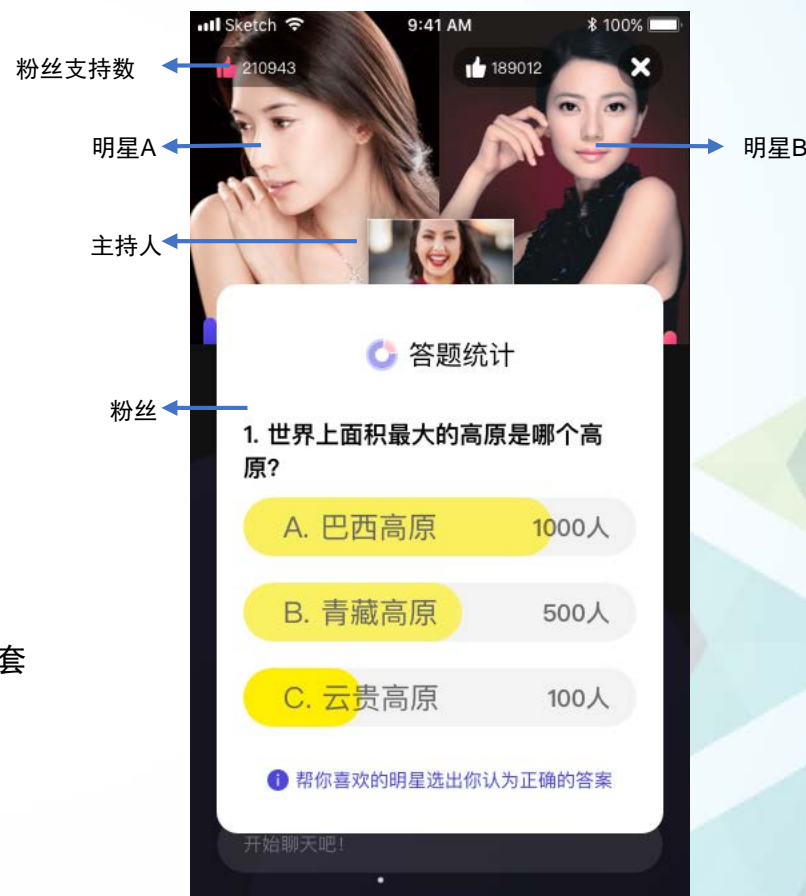 Sketch 9:41 AM 100%
粉丝支持数
210943
189012
明星A
明星B
主持人
答题统计
粉丝
1. 世界上面积最大的高原是哪个高
原?
A. 巴西高原 1000人
B. 青藏高原 500人
套
C. 云贵高原 100人
帮你喜欢的明星选出你认为正确的答案
开始聊天吧!